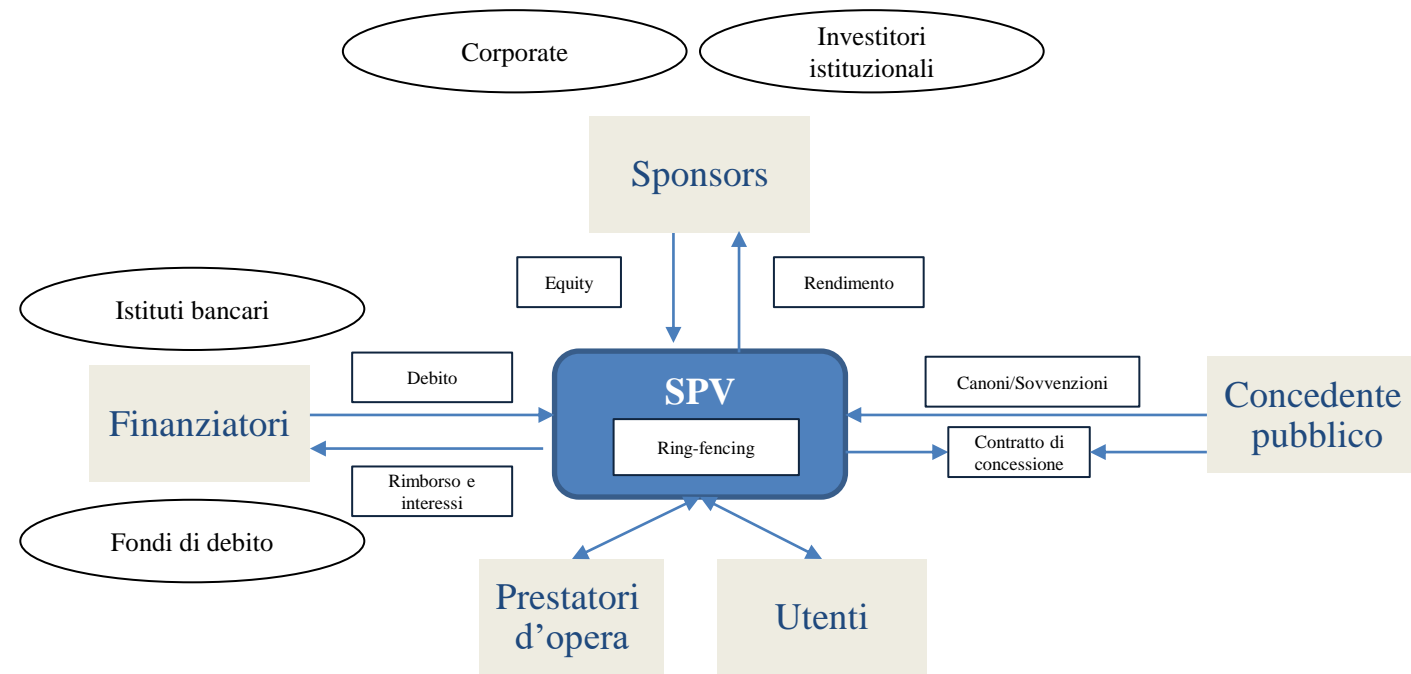 Corporate
Investitori
istituzionali
Sponsors
Equity
Rendimento
Istituti bancari
Debito
Finanziatori
Rimborso e
interessi
Fondi di debito
SPV
Ring-fencing
Canoni/Sovvenzioni
Contratto di
concessione
Concedente
pubblico
Prestatori
d’opera
Utenti